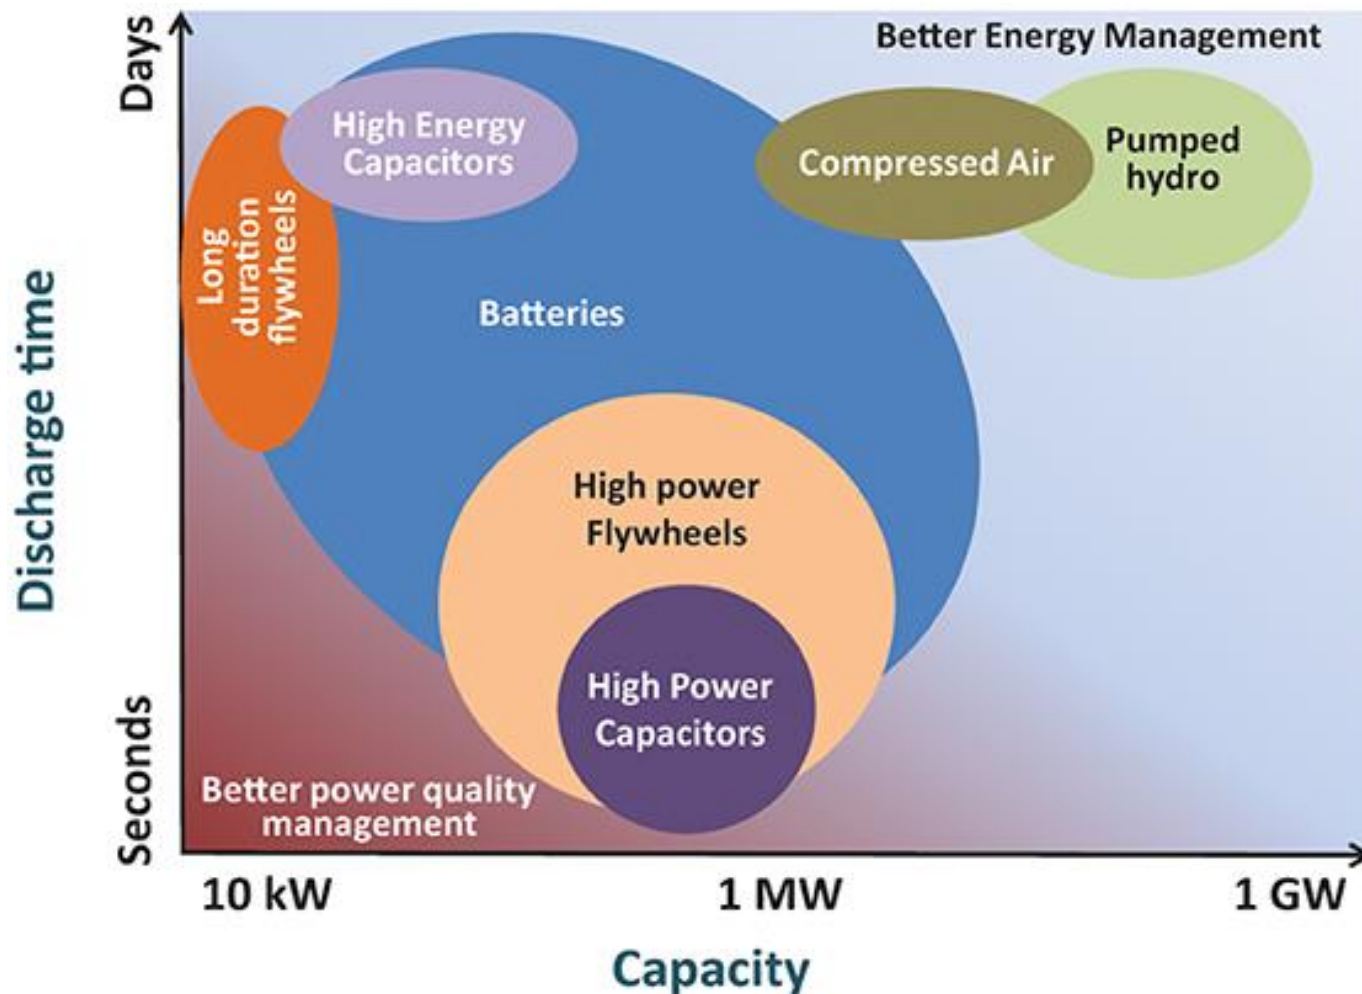 Days
Better Energy Management
High Energy
Capacitors
Compressed Air
Pumped
hydro
Long
duration
flywheels
Batteries
Discharge time
High power
Flywheels
High Power
Capacitors
Seconds
Better power quality
management
10 kW
1 MW
1 GW
Capacity